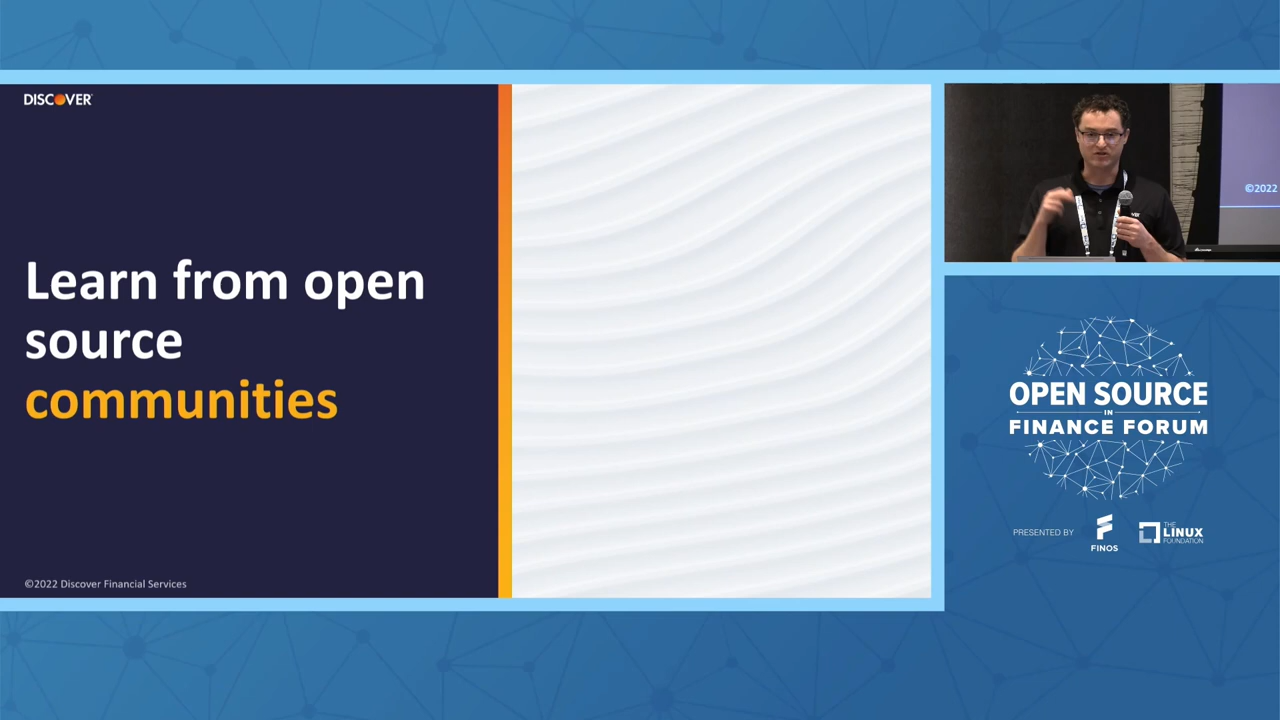 DISCOVER
Learn from open
source
communities
©2022 Discover Financial Services
©2022
OPEN SOURCE
IN
FINANCE FORUM
PRESENTED BY
FINOS
THE
LINUX
FOUNDATION